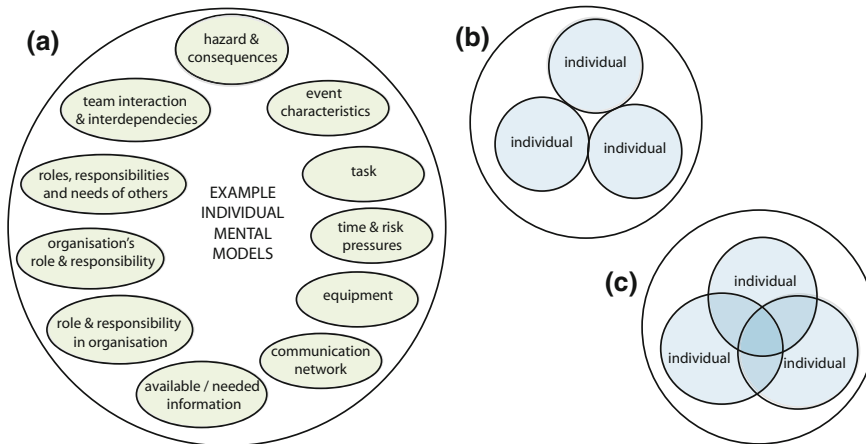 (a)
hazard &
consequences
team interaction
& interdependecies
event
characteristics
roles, responsibilities
and needs of others
task
EXAMPLE
INDIVIDUAL
MENTAL
MODELS
time & risk
pressures
organisation's
role & responsibility
equipment
role & responsibility
in organisation
communication
network
available / needed
information
(b)
individual
individual
individual
(c)
individual
individual
individual